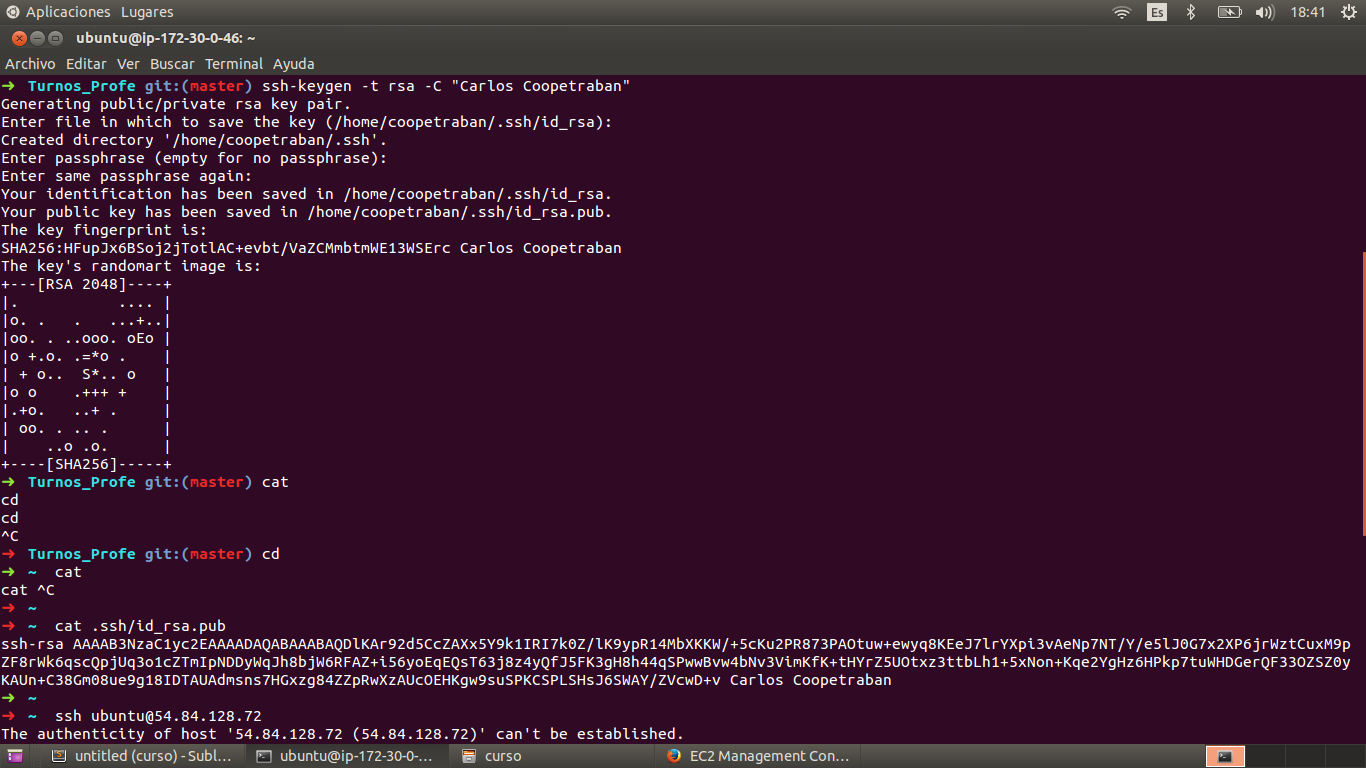 Aplicaciones Lugares
Es 18:41
ubuntu@ip-172-30-0-46: ~
Archivo Editar Ver Buscar Terminal Ayuda
➜  Turnos_Profe git:(master) ssh-keygen -t rsa -C "Carlos Coopetraban"
Generating public/private rsa key pair.
Enter file in which to save the key (/home/coopetraban/.ssh/id_rsa):
Created directory '/home/coopetraban/.ssh'.
Enter passphrase (empty for no passphrase):
Enter same passphrase again:
Your identification has been saved in /home/coopetraban/.ssh/id_rsa.
Your public key has been saved in /home/coopetraban/.ssh/id_rsa.pub.
The key fingerprint is:
SHA256:HFupJx6BSoj2jTotlAC+evbt/VaZCMmbtmWE13WSErc Carlos Coopetraban
The key's randomart image is:
+---[RSA 2048]----+
|.           .... |
|o. .   .   ...+..|
|oo. . ..ooo. oEo |
|o +.o. .=*o .    |
| + o..  S*.. o   |
|o o    .+++ +    |
|.+o.   ..+ .     |
| oo. . .. .      |
|    ..o .o.      |
+----[SHA256]-----+
➜  Turnos_Profe git:(master) cat
cd
cd
^C
➜  Turnos_Profe git:(master) cd
➜  ~  cat
cat ^C
➜  ~
➜  ~  cat .ssh/id_rsa.pub
ssh-rsa AAAAB3NzaC1yc2EAAAADAQABAAABAQDlKAr92d5CcZAXx5Y9k1IRI7k0Z/lK9ypR14MbXKKW/+5cKu2PR873PAOtuw+ewyq8KEeJ7lrYXpi3vAeNp7NT/Y/e5lJ0G7x2XP6jrWztCuxM9p
ZF8rWk6qscQpjUq3o1cZTmIpNDDyWqJh8bjW6RFAZ+i56yoEqEQsT63j8z4yQfJ5FK3gH8h44qSPwwBvw4bNv3VimKfK+tHYrZ5UOtxz3ttbLh1+5xNon+Kqe2YgHz6HPkp7tuWHDGerQF33OZSZ0y
KAUn+C38Gm08ue9g18IDTAUAdmsns7HGxzg84ZZpRwXzAUcOEHKgw9suSPKCSPLSHsJ6SWAY/ZVcwD+v Carlos Coopetraban
➜  ~
➜  ~  ssh ubuntu@54.84.128.72
The authenticity of host '54.84.128.72 (54.84.128.72)' can't be established.
untitled (curso) - Subl... ubuntu@ip-172-30-0-... curso EC2 Management Con...